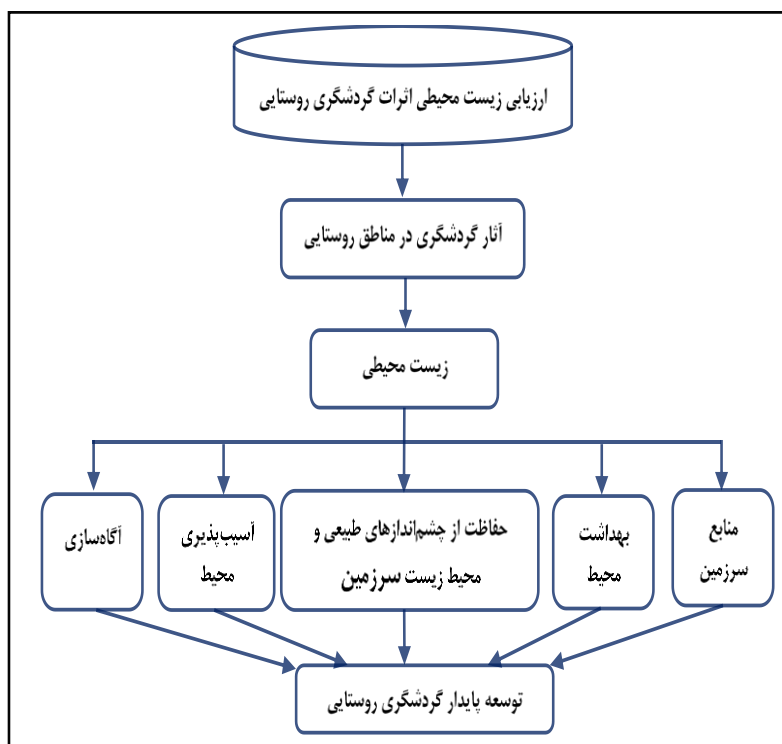 ارزیابی زیست محیطی اثرات گردشگری روستایی
آثار گردشگری در مناطق روستایی
زیست محیطی
منابع
سرزمین
بهداشت
محیط
حفاظت از چشم‌اندازهای طبیعی و
محیط زیست سرزمین
آسیب‌پذیری
محیط
آگاه‌سازی
توسعه پایدار گردشگری روستایی